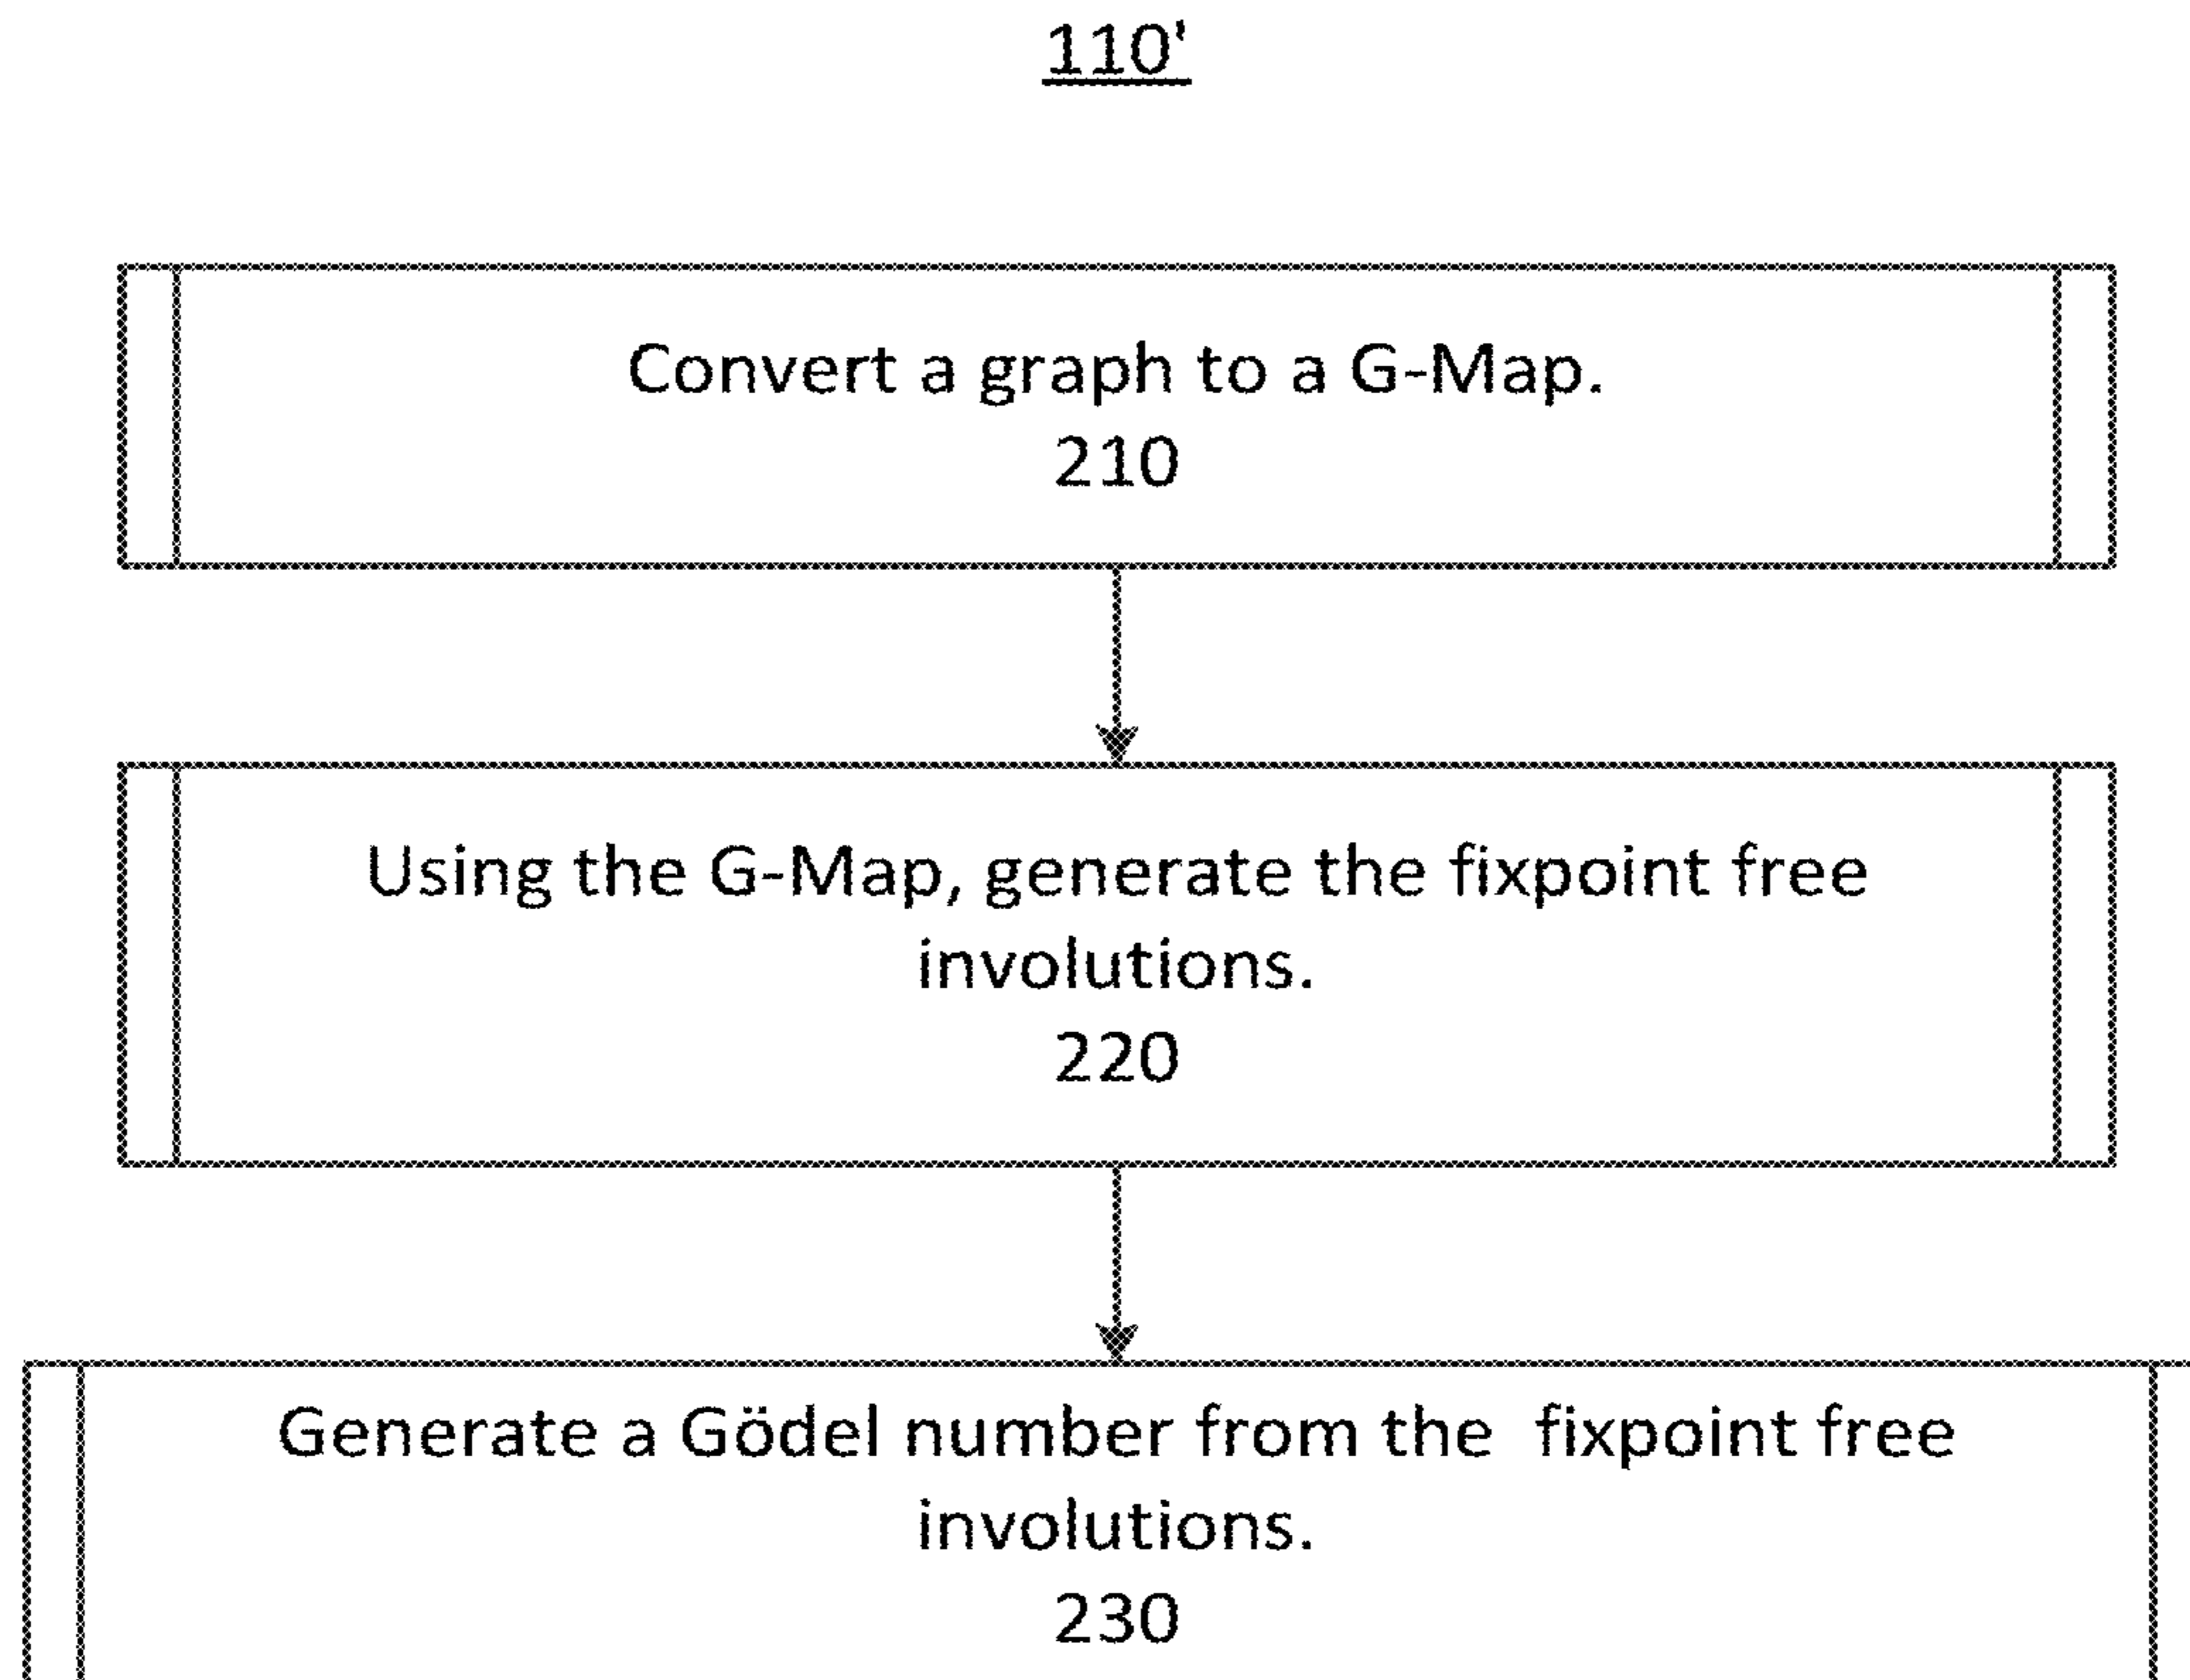 110'
Convert a graph to a G-Map.
210
Using the G-Map, generate the fixpoint free
involutions.
220
Generate a Gödel number from the  fixpoint free
involutions.
230